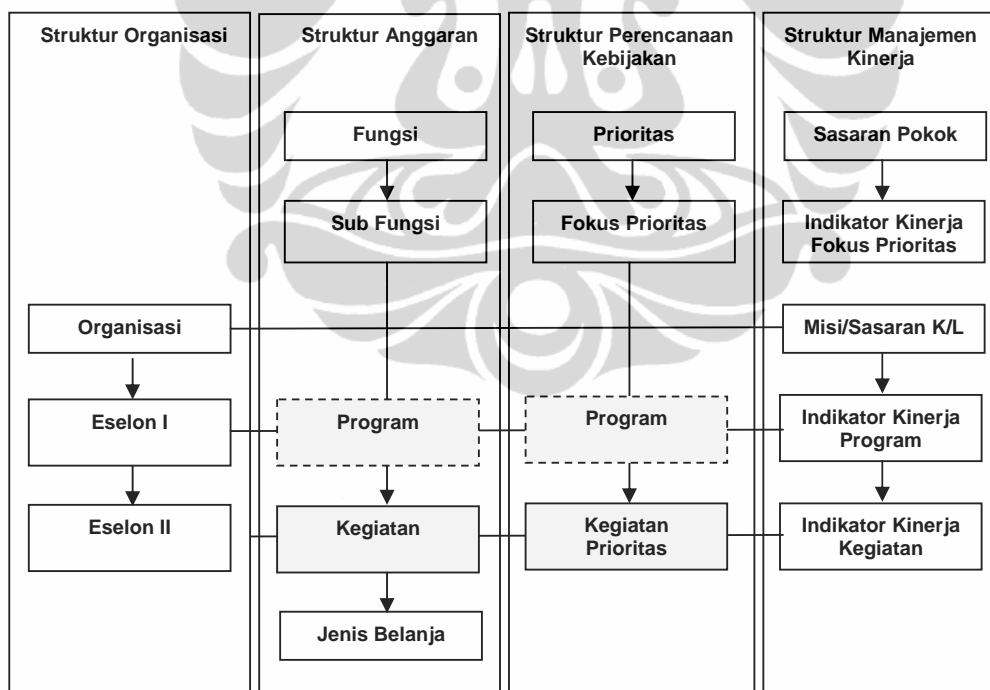 Struktur Organisasi
Struktur Anggaran
Struktur Perencanaan
Kebijakan
Struktur Manajemen
Kinerja
Fungsi
Prioritas
Sasaran Pokok
Sub Fungsi
Fokus Prioritas
Indikator Kinerja
Fokus Prioritas
Organisasi
Misi/Sasaran K/L
Eselon I
Program
Program
Indikator Kinerja
Program
Eselon II
Kegiatan
Kegiatan
Prioritas
Indikator Kinerja
Kegiatan
Jenis Belanja